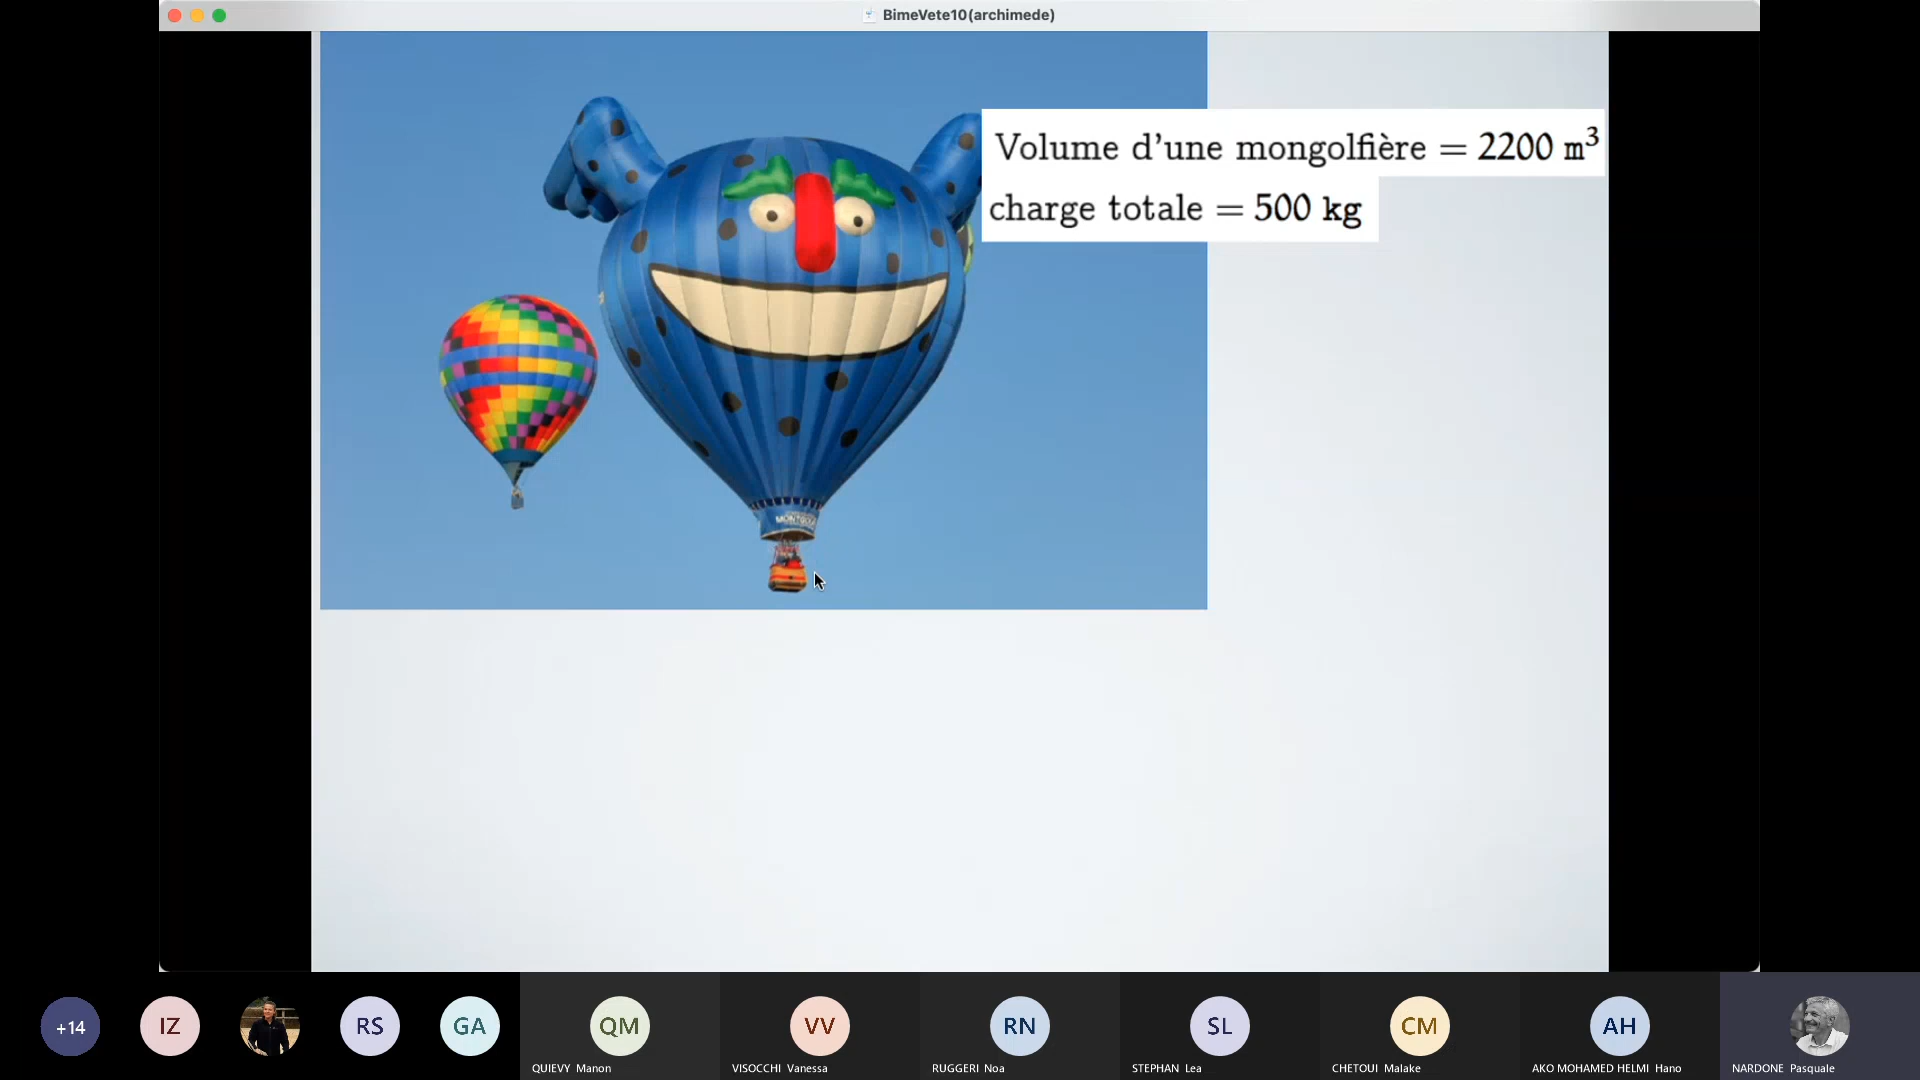 BimeVete10(archimede)
Volume d'une mongolfière = 2200 m³
charge totale = 500 kg
+14
IZ
RS
GA
QM
VV
RN
SL
CM
AH
QUIEVY Manon
VISOCCHI Vanessa
RUGGERI Noa
STEPHAN Lea
CHETOUI Malake
AKO MOHAMED HELMI Hano
NARDONE Pasquale